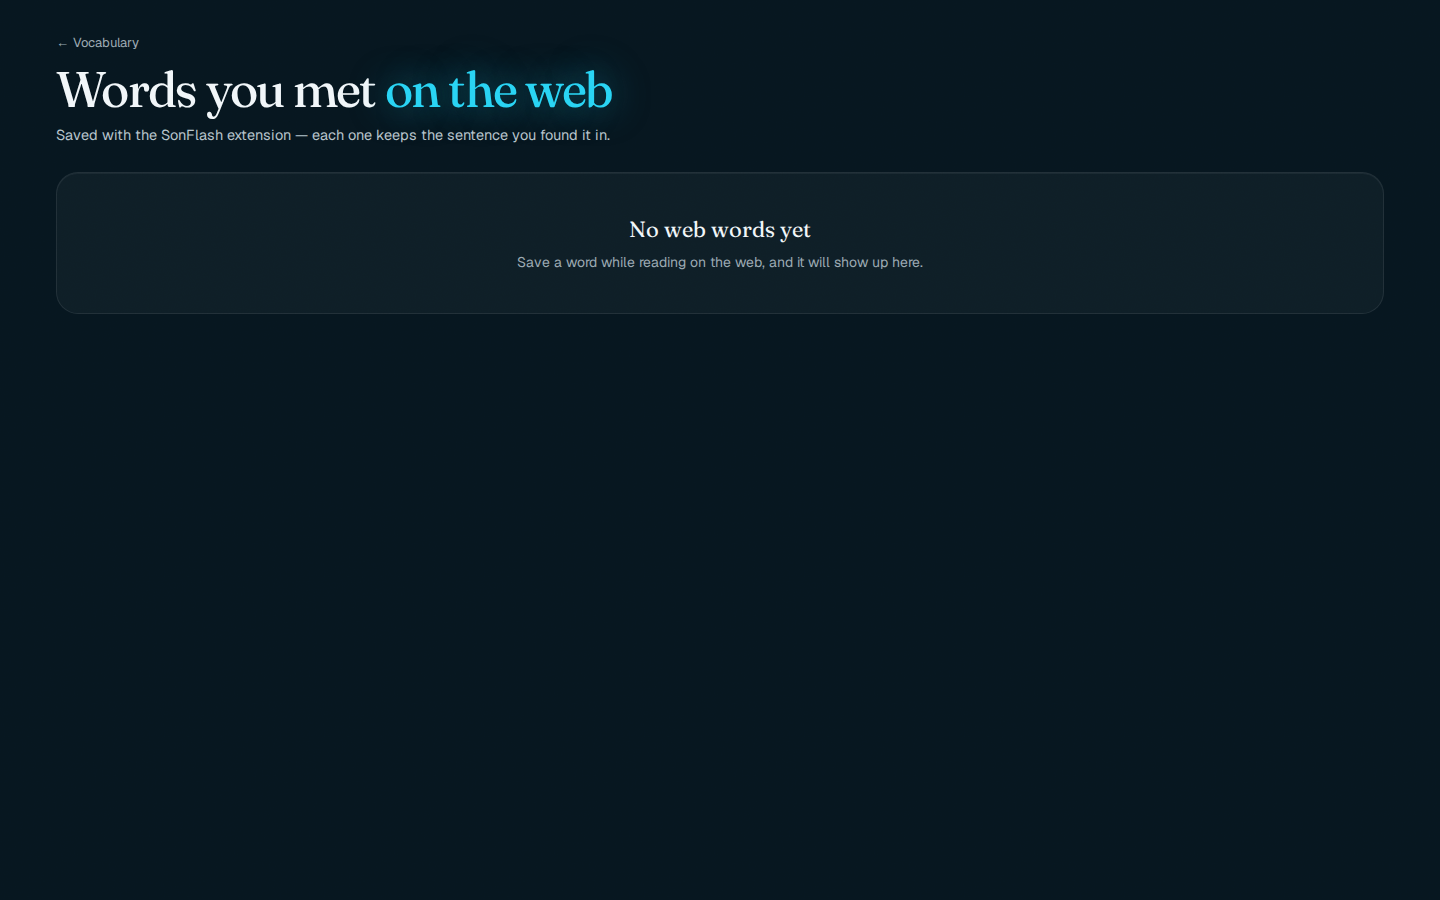 ← Vocabulary
Words you met on the web
Saved with the SonFlash extension — each one keeps the sentence you found it in.
No web words yet
Save a word while reading on the web, and it will show up here.